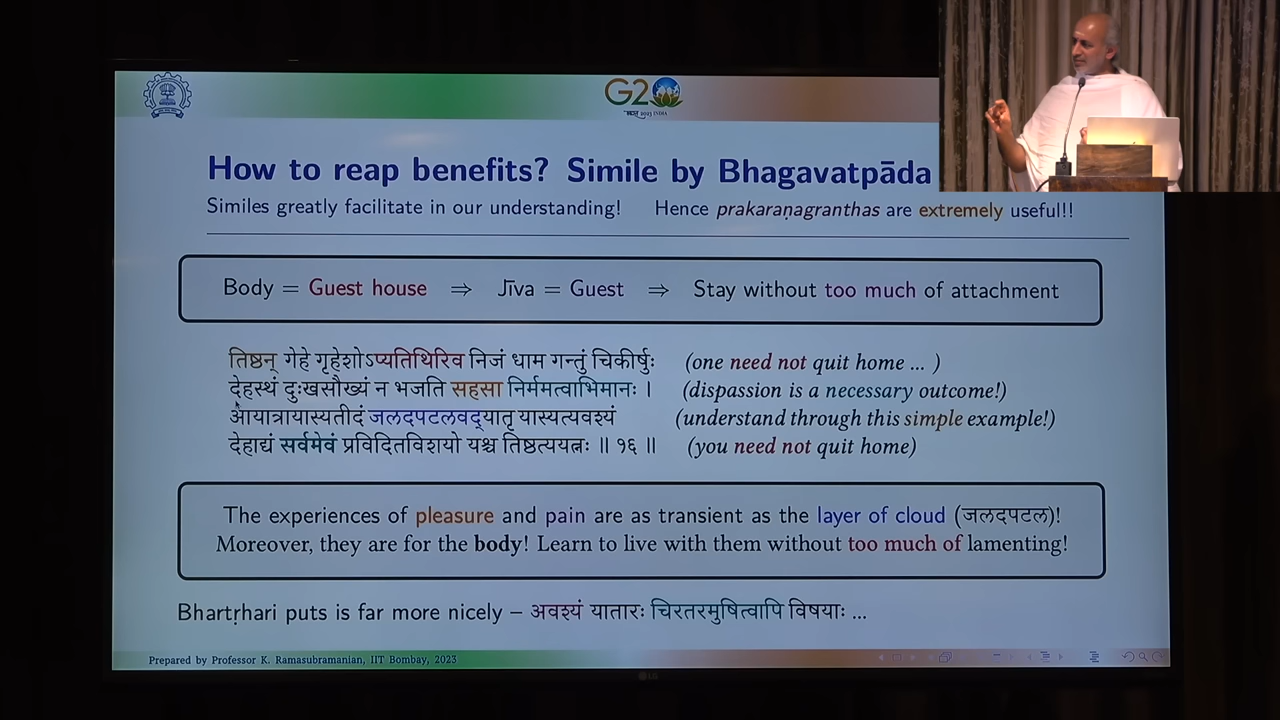 G20
How to reap benefits? Simile by Bhagavatpāda
Similes greatly facilitate in our understanding! Hence prakaraṇagranthas are extremely useful!!
Body = Guest house ⇒ Jīva = Guest ⇒ Stay without too much of attachment
तिष्ठन् गेहे गृहेशोऽप्यतिथिरिव निजं धाम गन्तुं चिकीर्षुः (one need not quit home ... )
देहस्थं दुःखसौख्यं न भजति सहसा निर्ममत्वाभिमानः । (dispassion is a necessary outcome!)
आयात्रायास्यतीदं जलदपटलवद्यातृ यास्यत्यवश्यं (understand through this simple example!)
देहाद्यं सर्वमेवं प्रविदितविशयो यश्च तिष्ठत्ययत्नः ॥ १६ ॥ (you need not quit home)
The experiences of pleasure and pain are as transient as the layer of cloud (जलदपटल)!
Moreover, they are for the body! Learn to live with them without too much of lamenting!
Bhartṛhari puts is far more nicely – अवश्यं यातारः चिरतरमुषित्वापि विषयाः ...
Prepared by Professor K. Ramasubramanian, IIT Bombay, 2023
LG